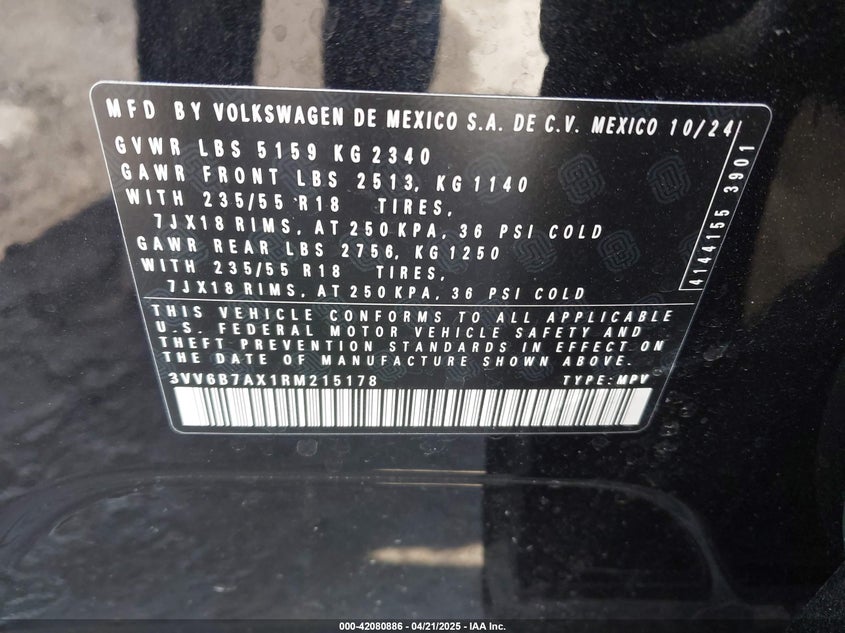 MFD BY VOLKSWAGEN DE MEXICO S.A. DE C.V. MEXICO 10/24
GVWR LBS 5159 KG 2340
GAWR FRONT LBS 2513, KG 1140
WITH 235/55 R18 TIRES,
7JX18 RIMS, AT 250 KPA, 36 PSI COLD
GAWR REAR LBS 2756, KG 1250
WITH 235/55 R18 TIRES,
7JX18 RIMS, AT 250 KPA, 36 PSI COLD
4144155 3901
THIS VEHICLE CONFORMS TO ALL APPLICABLE
U.S. FEDERAL MOTOR VEHICLE SAFETY AND
THEFT PREVENTION STANDARDS IN EFFECT ON
THE DATE OF MANUFACTURE SHOWN ABOVE.
3VV6B7AX1RM215178 TYPE: MPV
000-42080886 - 04/21/2025 - IAA Inc.